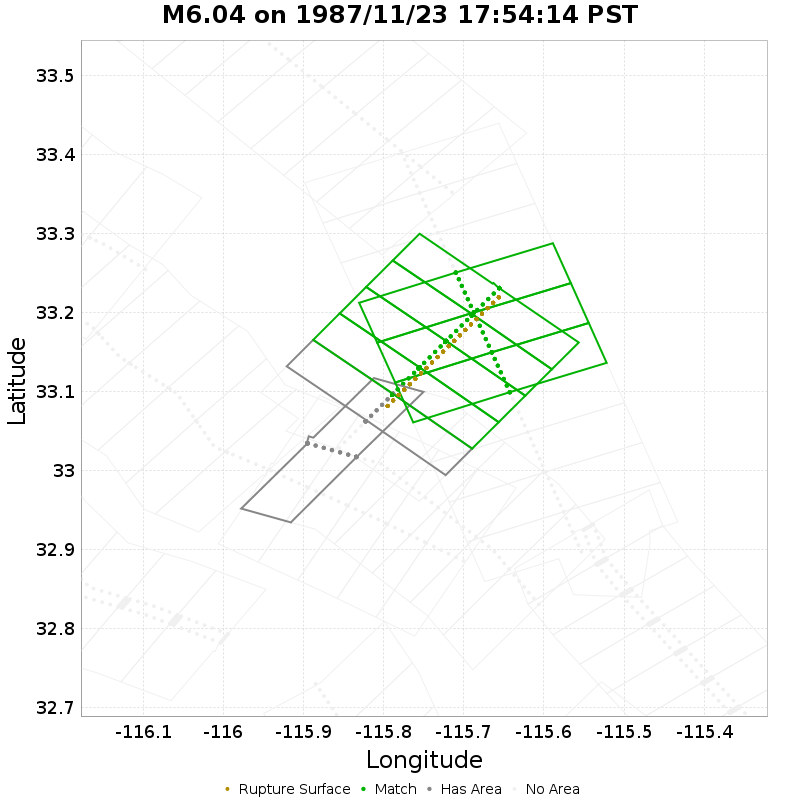 M6.04 on 1987/11/23 17:54:14 PST
33.5
33.4
33.3
33.2
33.1
33
32.9
32.8
32.7
Latitude
-116.1 -116 -115.9 -115.8 -115.7 -115.6 -115.5 -115.4
Longitude
Rupture Surface Match Has Area No Area